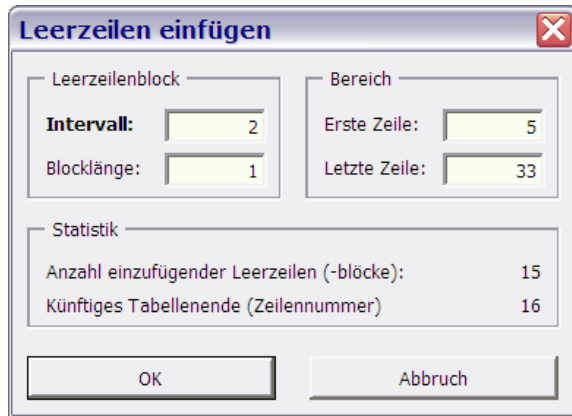 Leerzeilen einfügen
Leerzeilenblock
Intervall: 2
Blocklänge: 1
Bereich
Erste Zeile: 5
Letzte Zeile: 33
Statistik
Anzahl einzufügender Leerzeilen (-blöcke): 15
Künftiges Tabellenende (Zeilennummer) 16
OK Abbruch